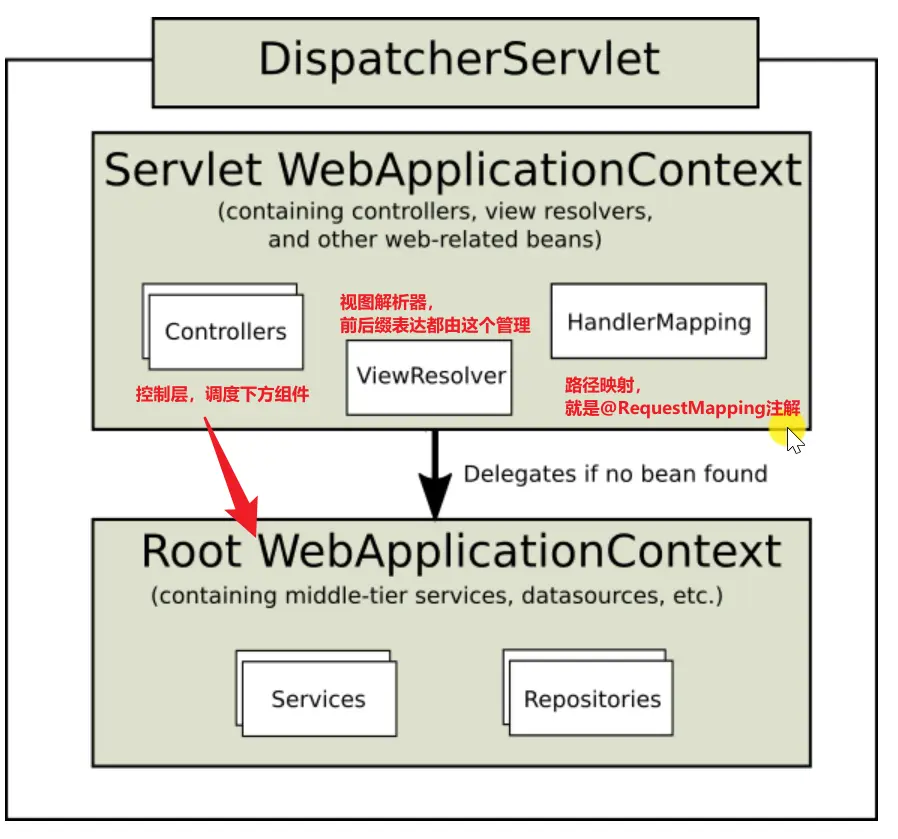 DispatcherServlet
Servlet WebApplicationContext
(containing controllers, view resolvers,
and other web-related beans)
Controllers
控制层，调度下方组件
视图解析器，
前后缀表达都由这个管理
ViewResolver
HandlerMapping
路径映射，
就是@RequestMapping注解
Delegates if no bean found
Root WebApplicationContext
(containing middle-tier services, datasources, etc.)
Services
Repositories